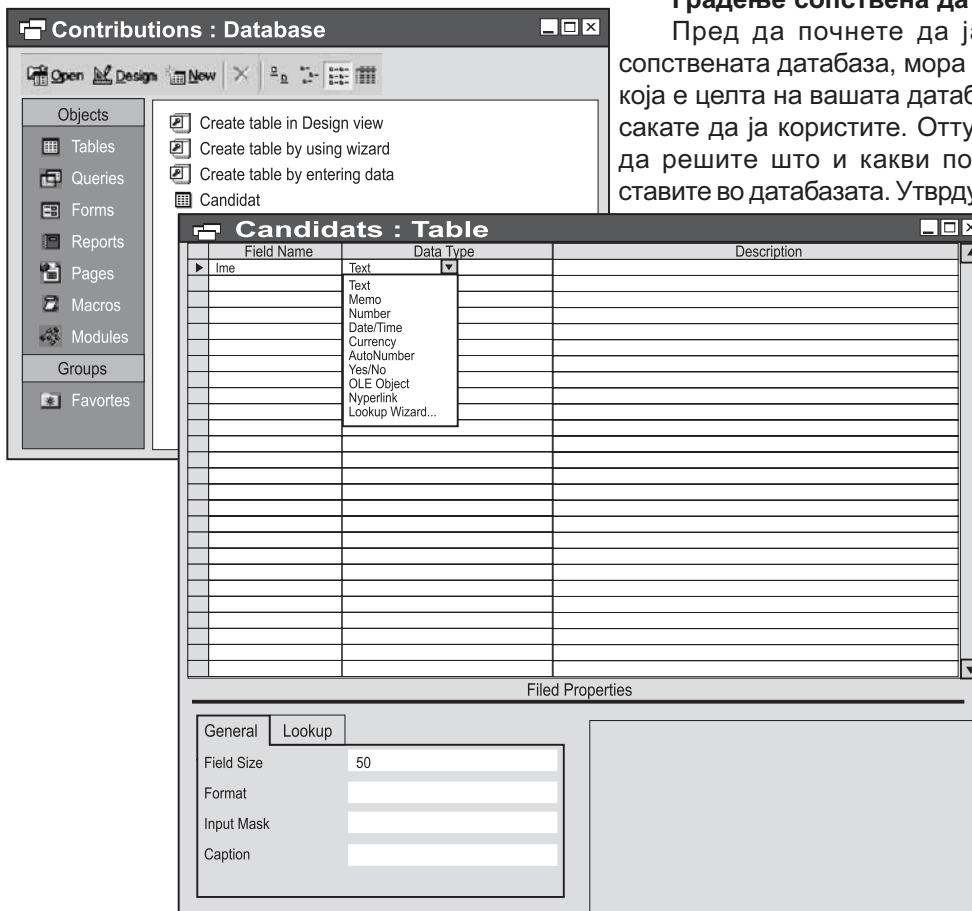 Градење сопствена
Пред да почнете да ја
сопствената датабаза, мора
која е целта на вашата
сакате да ја користите.
да решите што и какви
ставите во датабазата.
Contributions : Database
Open Design New
Objects
Tables
Queries
Forms
Reports
Pages
Macros
Modules
Groups
Favortes
Create table in Design view
Create table by using wizard
Create table by entering data
Candidat
Candidats : Table
Field Name Data Type Description
Ime Text
Text
Memo
Number
Date/Time
Currency
AutoNumber
Yes/No
OLE Object
Nyperlink
Lookup Wizard...
Filed Properties
General Lookup
Field Size 50
Format
Input Mask
Caption